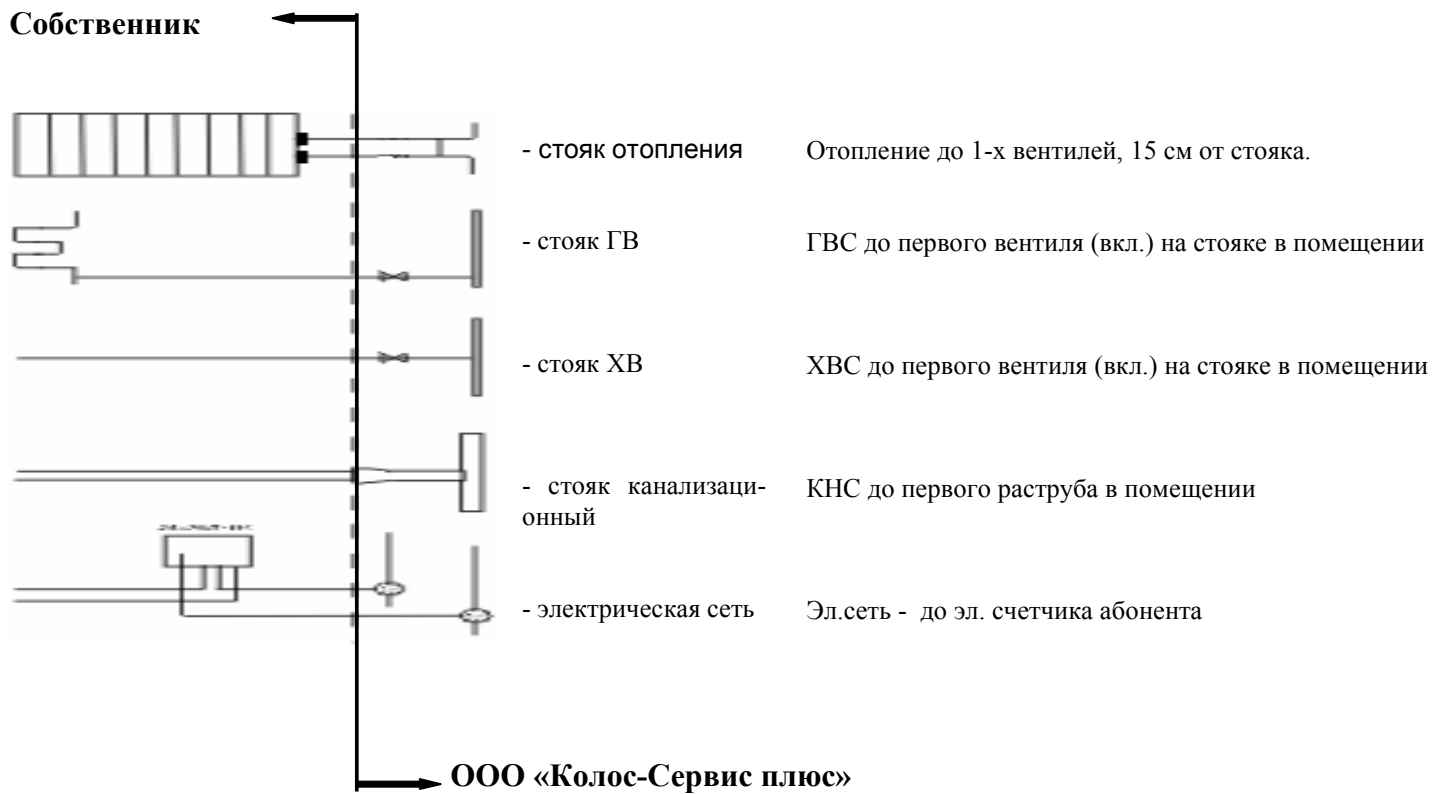 Собственник
- стояк отопления
Отопление до 1-х вентилей, 15 см от стояка.
- стояк ГВ
ГВС до первого вентиля (вкл.) на стояке в помещении
- стояк ХВ
ХВС до первого вентиля (вкл.) на стояке в помещении
- стояк канализаци-
онный
КНС до первого раструба в помещении
- электрическая сеть
Эл.сеть - до эл. счетчика абонента
ООО «Колос-Сервис плюс»